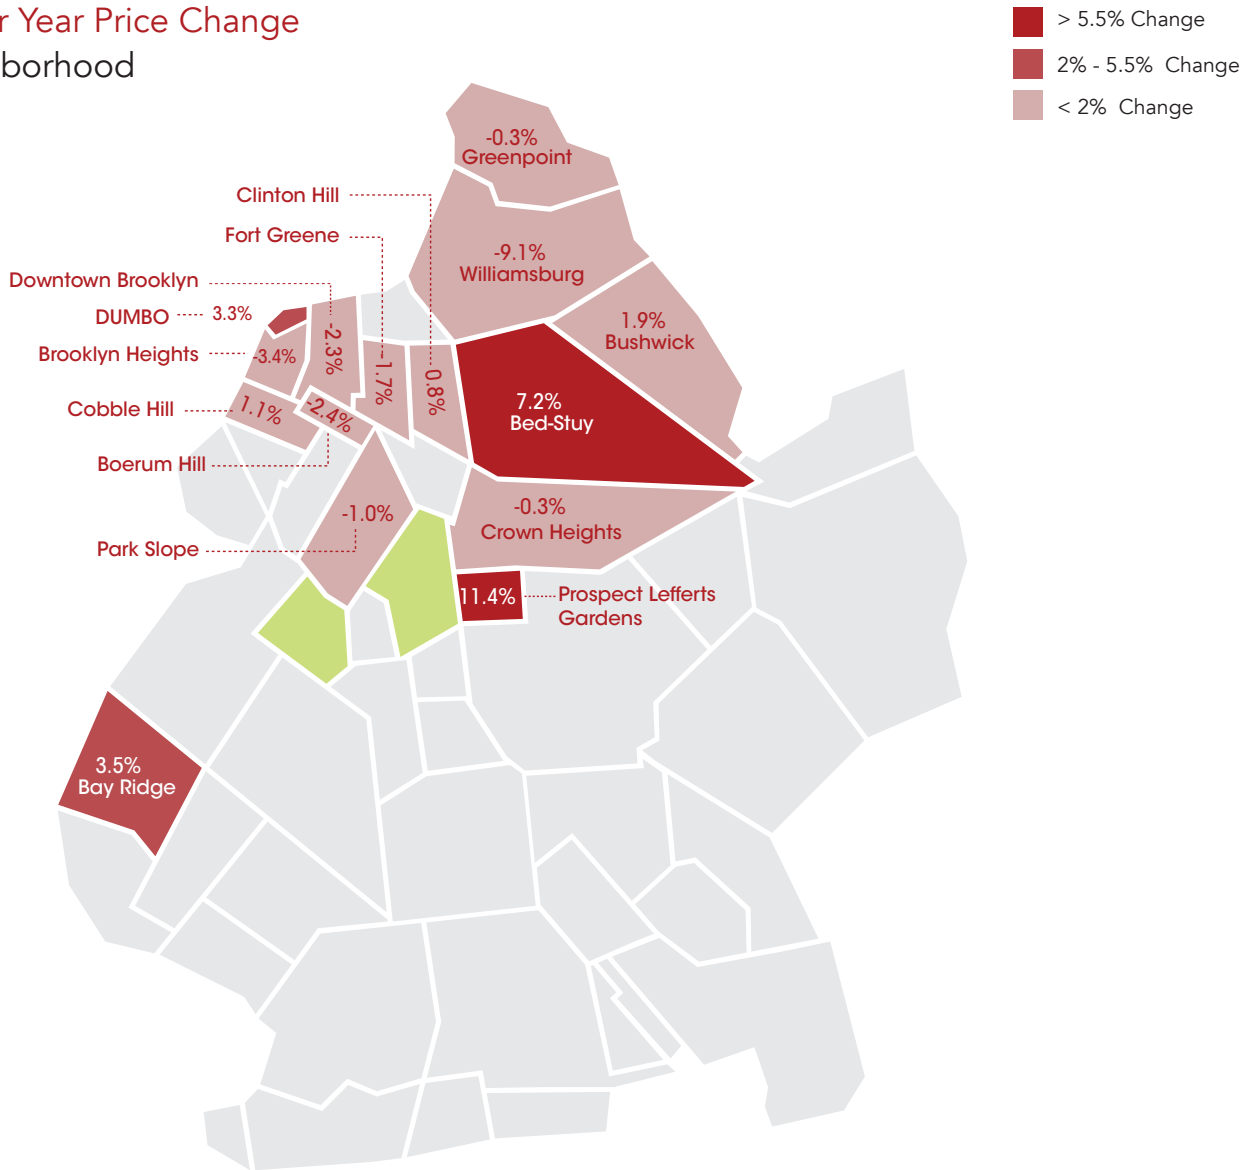 r Year Price Change
borhood
> 5.5% Change
2% - 5.5% Change
< 2% Change
-0.3%
Greenpoint
Clinton Hill
Fort Greene
-9.1%
Williamsburg
Downtown Brooklyn
DUMBO
3.3%
-2.3%
1.9%
Bushwick
Brooklyn Heights
-3.4%
-1.7%
0.8%
Cobble Hill
1.1%
-2.4%
7.2%
Bed-Stuy
Boerum Hill
-1.0%
-0.3%
Crown Heights
Park Slope
11.4%
Prospect Lefferts
Gardens
3.5%
Bay Ridge